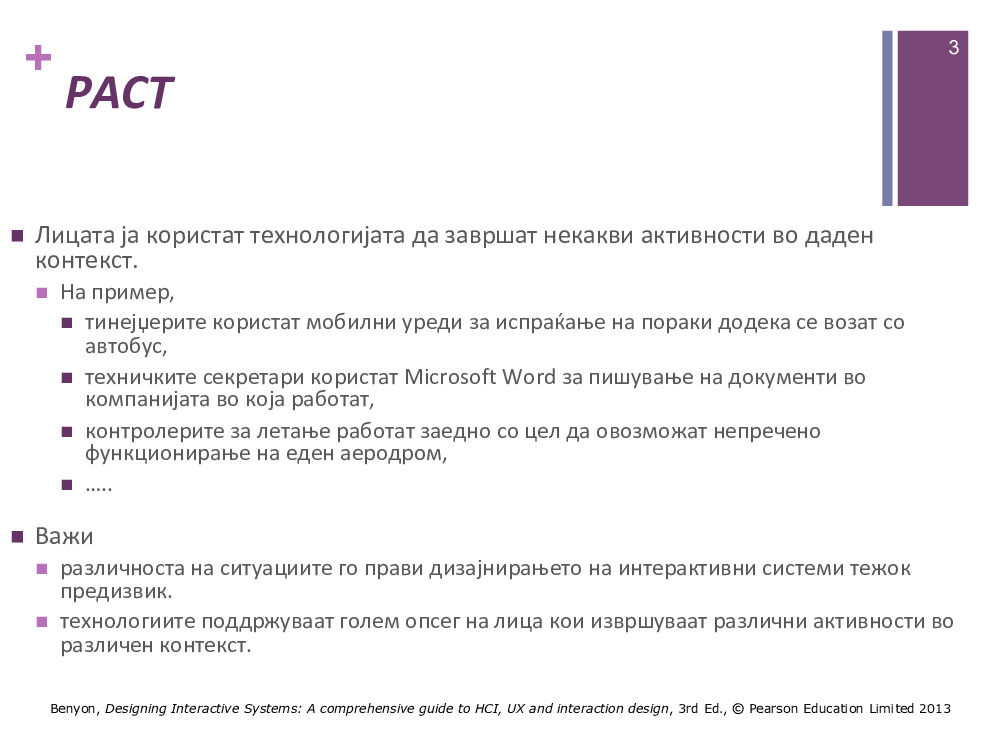 3
+
PACT
Лицата ја користат технологијата да завршат некакви активности во даден
контекст.
На пример,
тинејџерите користат мобилни уреди за испраќање на пораки додека се возат со
автобус,
техничките секретари користат Microsoft Word за пишување на документи во
компанијата во која работат,
контролерите за летање работат заедно со цел да овозможат непречено
функционирање на еден аеродром,
.....
Важи
различноста на ситуациите го прави дизајнирањето на интерактивни системи тежок
предизвик.
технологиите поддржуваат голем опсег на лица кои извршуваат различни активности во
различен контекст.
Benyon, Designing Interactive Systems: A comprehensive guide to HCI, UX and interaction design, 3rd Ed., © Pearson Education Limited 2013